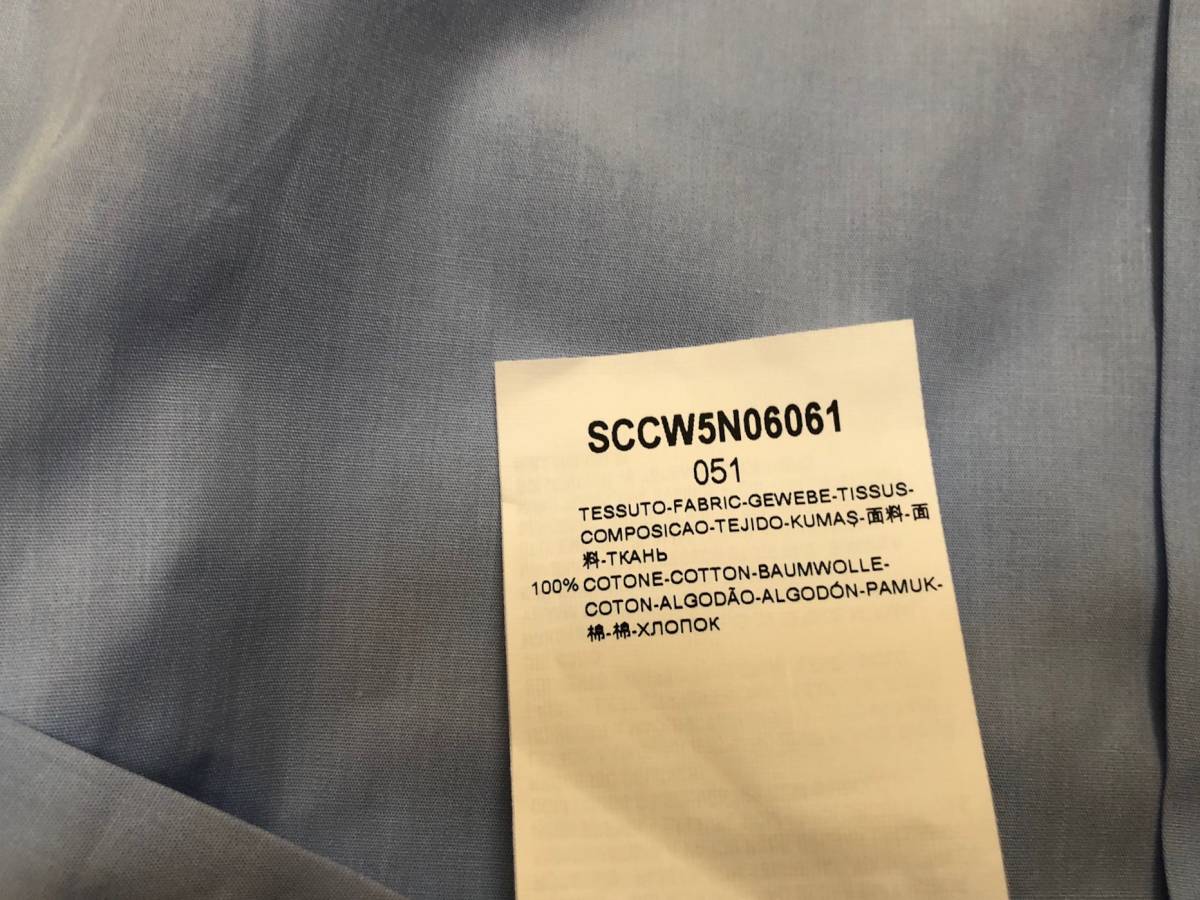 SCCW5N06061
051
TESSUTO-FABRIC-GEWEBE-TISSUS-
COMPOSICAO-TEJIDO-KUMAŞ-面料-面
料-ТКАНЬ
100% COTONE-COTTON-BAUMWOLLE-
COTON-ALGODÃO-ALGODÓN-PAMUK-
棉-棉-ХЛОПОК